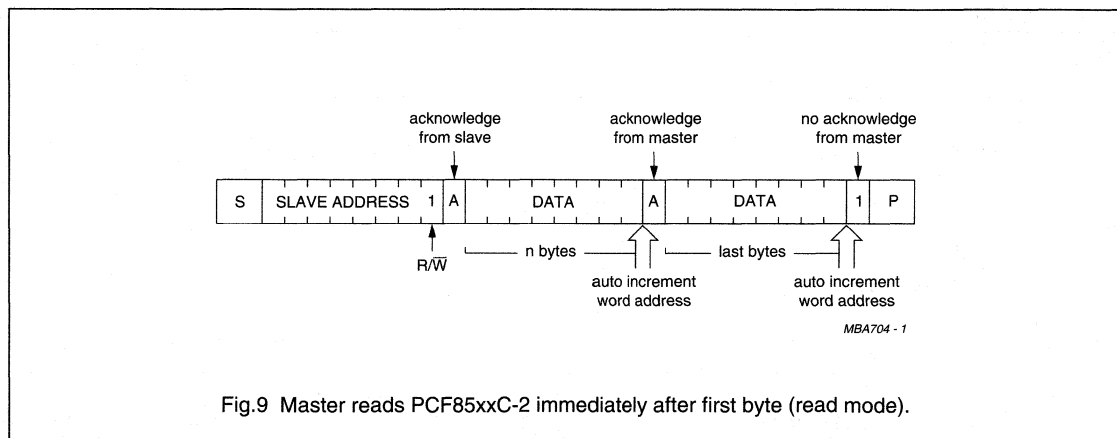 acknowledge from slave
acknowledge from master
no acknowledge from master
S SLAVE ADDRESS 1 A DATA A DATA 1 P
R/W̅
n bytes
last bytes
auto increment word address
auto increment word address
MBA704 - 1
Fig.9 Master reads PCF85xxC-2 immediately after first byte (read mode).